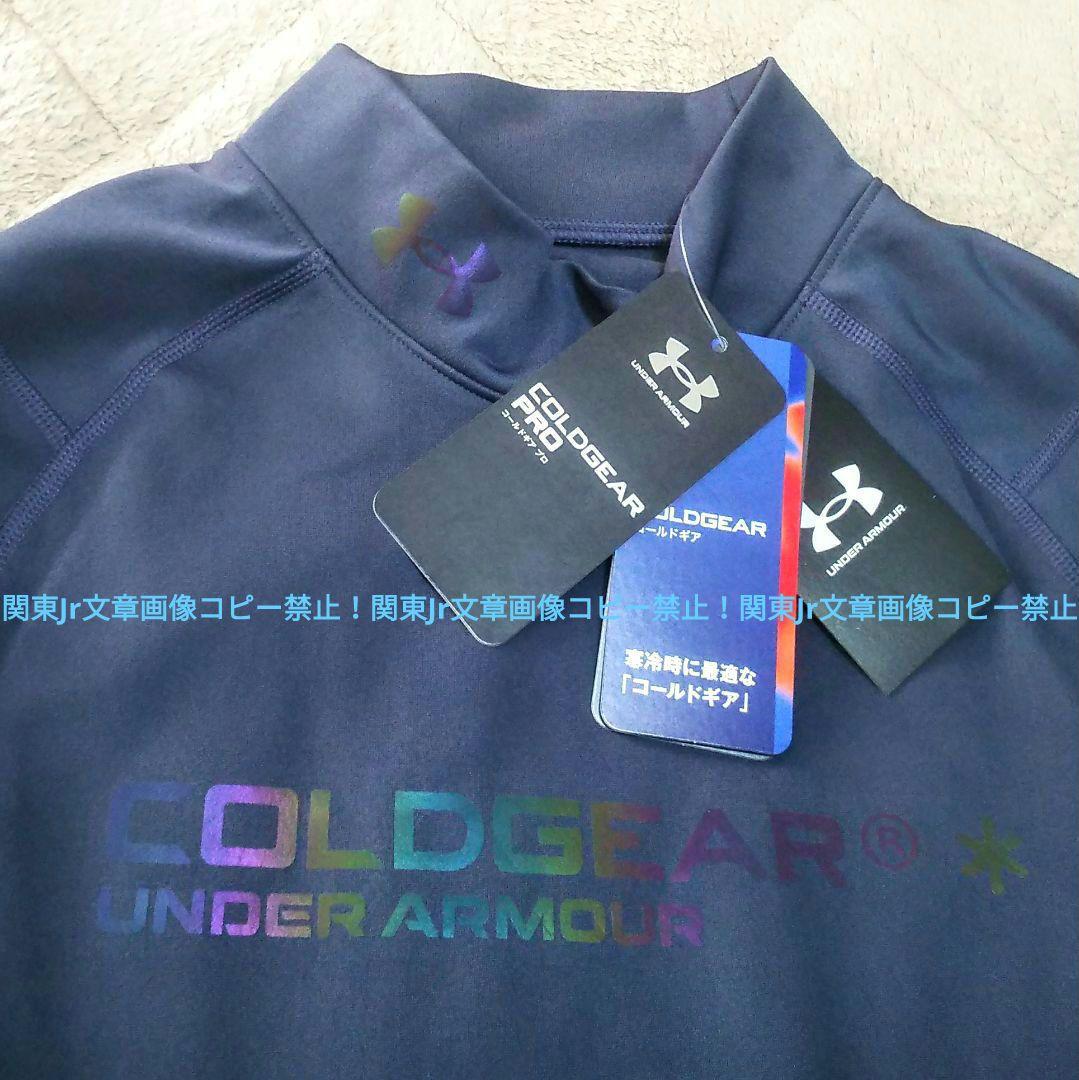 UNDER ARMOUR
COLDGEAR
PRO
コールドギア プロ
OLDGEAR
ールドギア
UNDER ARMOUR
関東Jr文章画像コピー禁止！関東Jr文章画像コピー禁止！関東Jr文章画像コピー禁止
寒冷時に最適な
「コールドギア」
COLDGEAR®*
UNDER ARMOUR